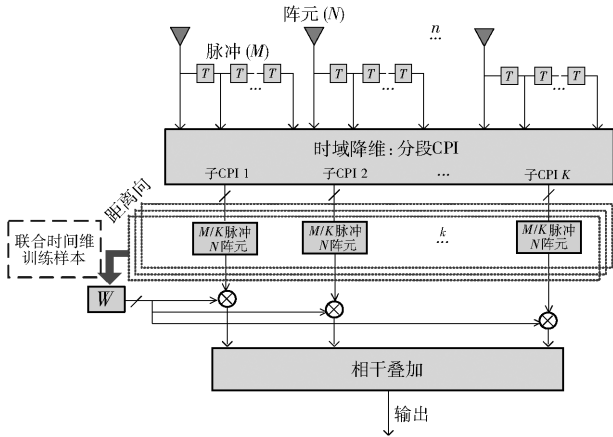 阵元 (N)
n
...
脉冲 (M)
T T T
...
T T T
...
T T T
...
时域降维:分段CPI
子CPI 1 子CPI 2 ... 子CPI K
距离向
联合时间维
训练样本
M/K脉冲
N阵元
M/K脉冲
N阵元
k
...
M/K脉冲
N阵元
W
相干叠加
输出